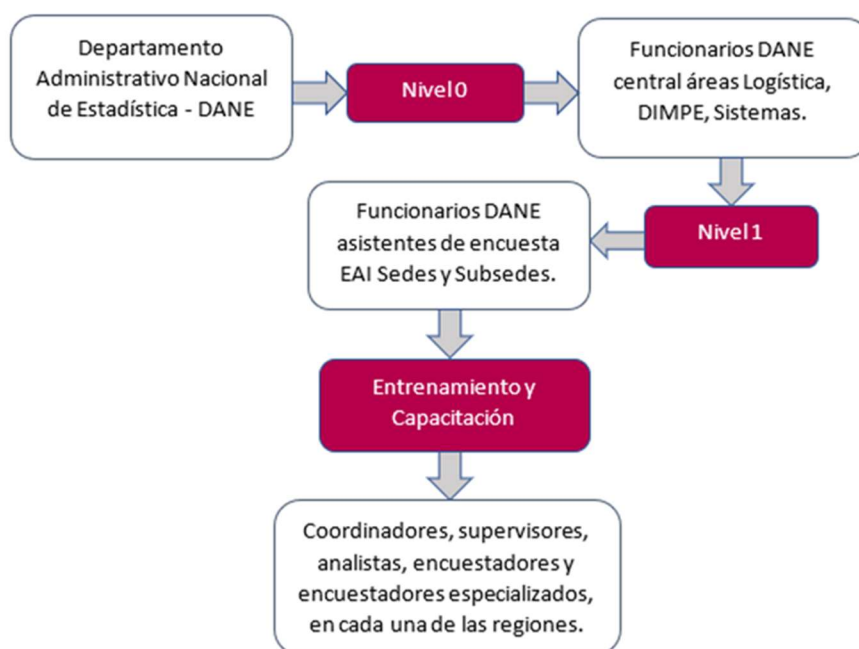 Departamento
Administrativo Nacional
de Estadística - DANE
Nivel 0
Funcionarios DANE
central áreas Logística,
DIMPE, Sistemas.
Nivel 1
Funcionarios DANE
asistentes de encuesta
EAI Sedes y Subsedes.
Entrenamiento y
Capacitación
Coordinadores, supervisores,
analistas, encuestadores y
encuestadores especializados,
en cada una de las regiones.